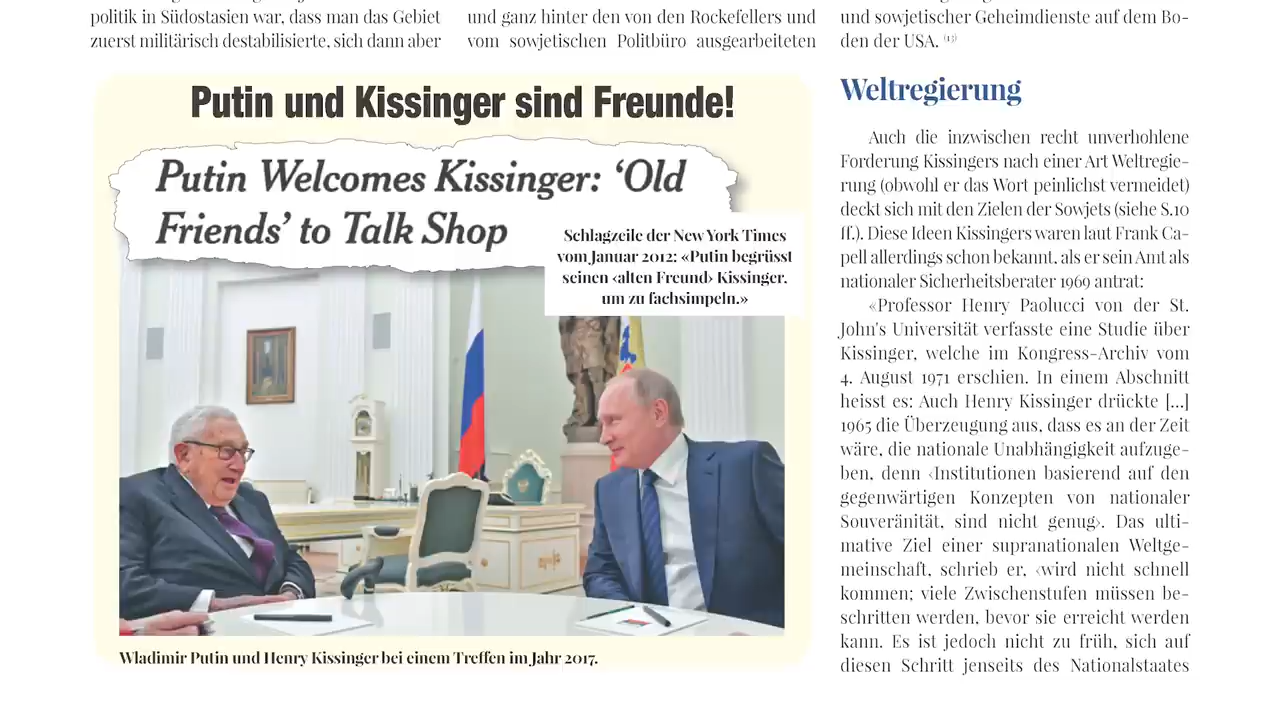 politik in Südostasien war, dass man das Gebiet
zuerst militärisch destabilisierte, sich dann aber
und ganz hinter den von den Rockefellers und
vom sowjetischen Politbüro ausgearbeiteten
Putin und Kissinger sind Freunde!
Putin Welcomes Kissinger: ‘Old
Friends’ to Talk Shop
Schlagzeile der New York Times
vom Januar 2012: «Putin begrüsst
seinen ‹alten Freund› Kissinger,
um zu fachsimpeln.»
Wladimir Putin und Henry Kissinger bei einem Treffen im Jahr 2017.
und sowjetischer Geheimdienste auf dem Bo-
den der USA. (13)
Weltregierung
Auch die inzwischen recht unverhohlene
Forderung Kissingers nach einer Art Weltregie-
rung (obwohl er das Wort peinlichst vermeidet)
deckt sich mit den Zielen der Sowjets (siehe S.10
ff.). Diese Ideen Kissingers waren laut Frank Ca-
pell allerdings schon bekannt, als er sein Amt als
nationaler Sicherheitsberater 1969 antrat:
«Professor Henry Paolucci von der St.
John's Universität verfasste eine Studie über
Kissinger, welche im Kongress-Archiv vom
4. August 1971 erschien. In einem Abschnitt
heisst es: Auch Henry Kissinger drückte [...]
1965 die Überzeugung aus, dass es an der Zeit
wäre, die nationale Unabhängigkeit aufzuge-
ben, denn ‹Institutionen basierend auf den
gegenwärtigen Konzepten von nationaler
Souveränität, sind nicht genug›. Das ulti-
mative Ziel einer supranationalen Weltge-
meinschaft, schrieb er, ‹wird nicht schnell
kommen; viele Zwischenstufen müssen be-
schritten werden, bevor sie erreicht werden
kann. Es ist jedoch nicht zu früh, sich auf
diesen Schritt jenseits des Nationalstaates